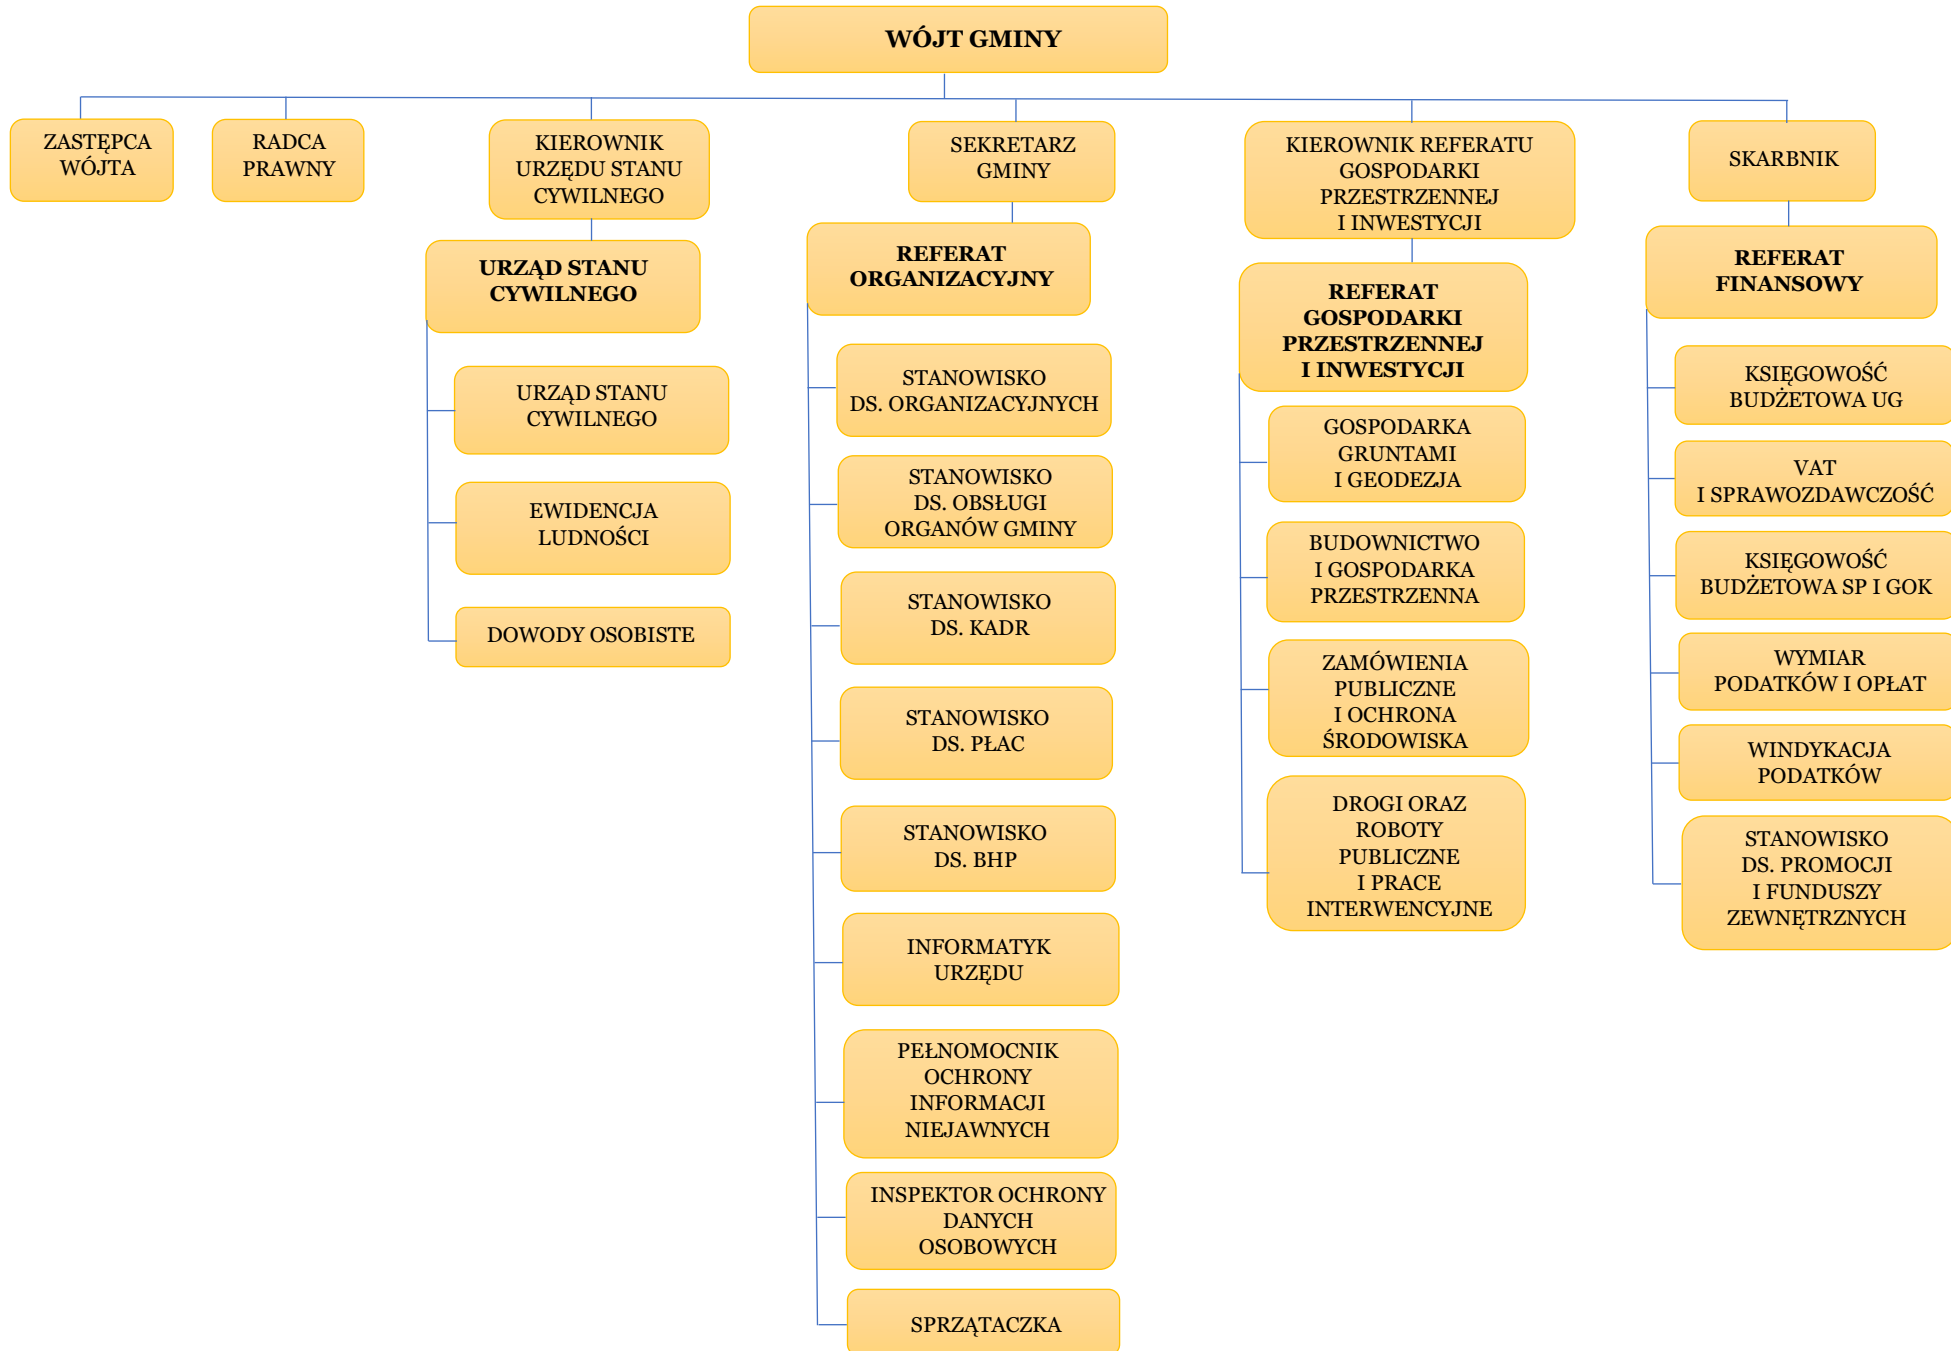 WÓJT GMINY
ZASTĘPCA
WÓJTA
RADCA
PRAWNY
KIEROWNIK
URZĘDU STANU
CYWILNEGO
SEKRETARZ
GMINY
KIEROWNIK REFERATU
GOSPODARKI
PRZESTRZENNEJ
I INWESTYCJI
SKARBNIK
URZĄD STANU
CYWILNEGO
URZĄD STANU
CYWILNEGO
EWIDENCJA
LUDNOŚCI
DOWODY OSOBISTE
REFERAT
ORGANIZACYJNY
STANOWISKO
DS. ORGANIZACYJNYCH
STANOWISKO
DS. OBSŁUGI
ORGANÓW GMINY
STANOWISKO
DS. KADR
STANOWISKO
DS. PŁAC
STANOWISKO
DS. BHP
INFORMATYK
URZĘDU
PEŁNOMOCNIK
OCHRONY
INFORMACJI
NIEJAWNYCH
INSPEKTOR OCHRONY
DANYCH
OSOBOWYCH
SPRZĄTACZKA
REFERAT
GOSPODARKI
PRZESTRZENNEJ
I INWESTYCJI
GOSPODARKA
GRUNTAMI
I GEODEZJA
BUDOWNICTWO
I GOSPODARKA
PRZESTRZENNA
ZAMÓWIENIA
PUBLICZNE
I OCHRONA
ŚRODOWISKA
DROGI ORAZ
ROBOTY
PUBLICZNE
I PRACE
INTERWENCYJNE
REFERAT
FINANSOWY
KSIĘGOWOŚĆ
BUDŻETOWA UG
VAT
I SPRAWOZDAWCZOŚĆ
KSIĘGOWOŚĆ
BUDŻETOWA SP I GOK
WYMIAR
PODATKÓW I OPŁAT
WINDYKACJA
PODATKÓW
STANOWISKO
DS. PROMOCJI
I FUNDUSZY
ZEWNĘTRZNYCH